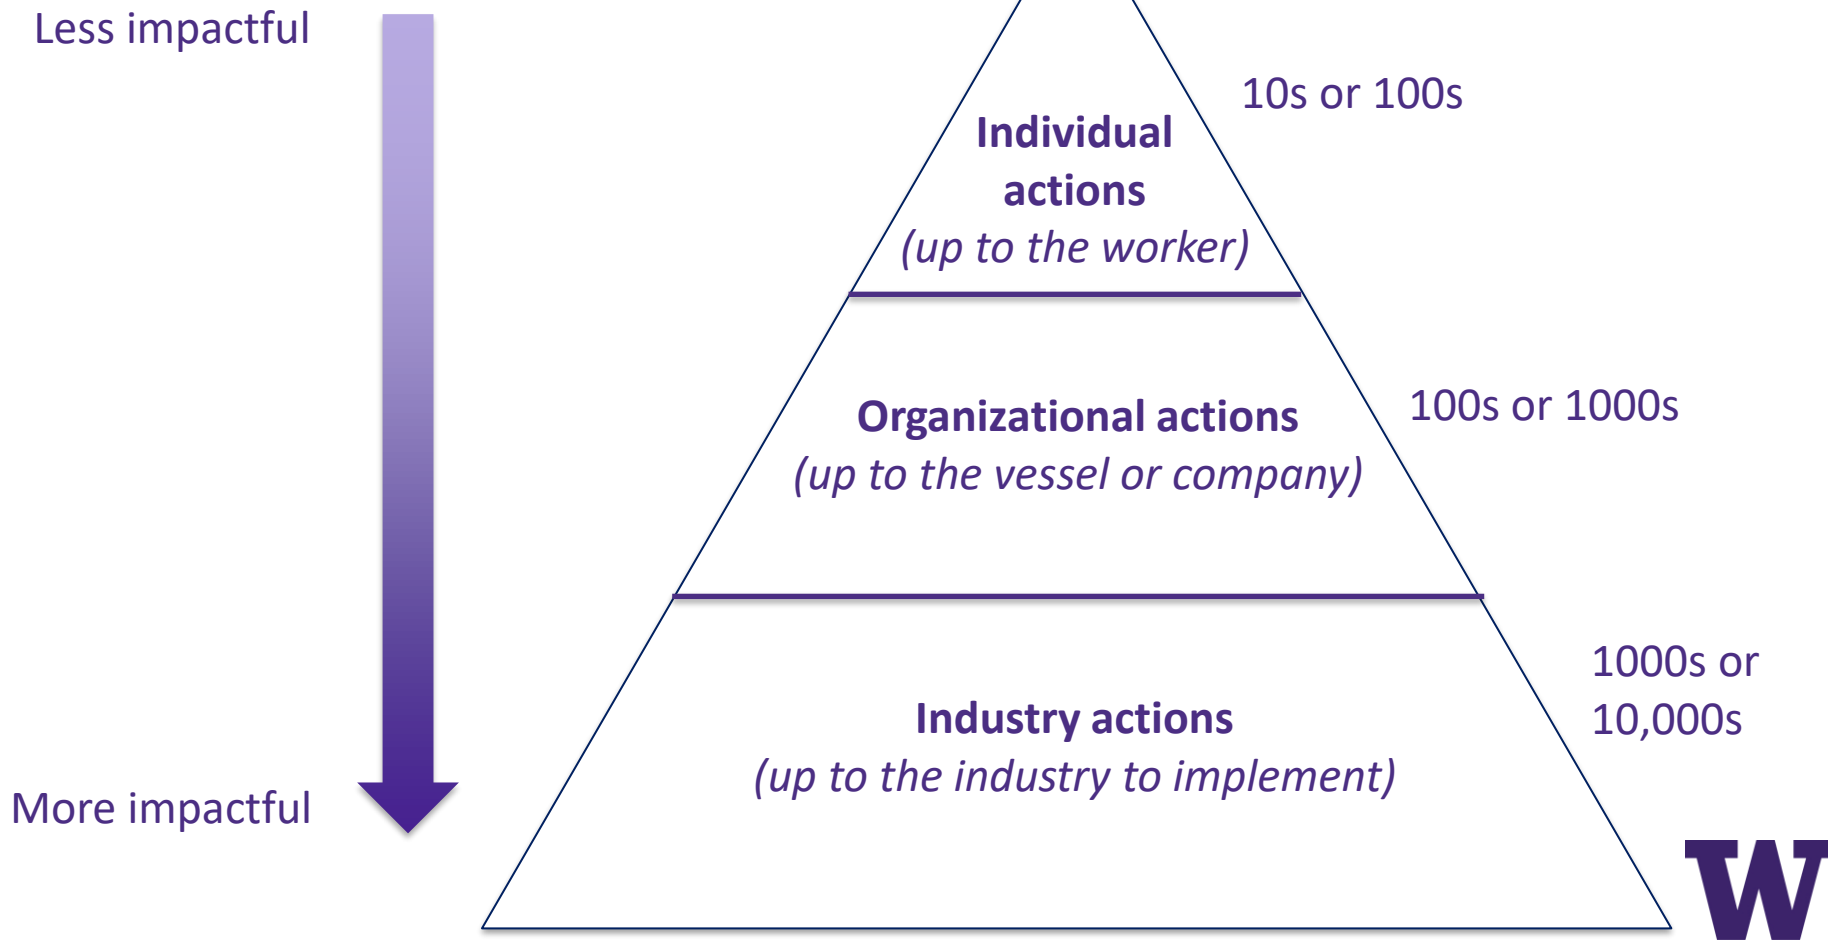 Less impactful
10s or 100s
Individual
actions
(up to the worker)
Organizational actions
(up to the vessel or company)
100s or 1000s
1000s or
10,000s
Industry actions
(up to the industry to implement)
More impactful
W